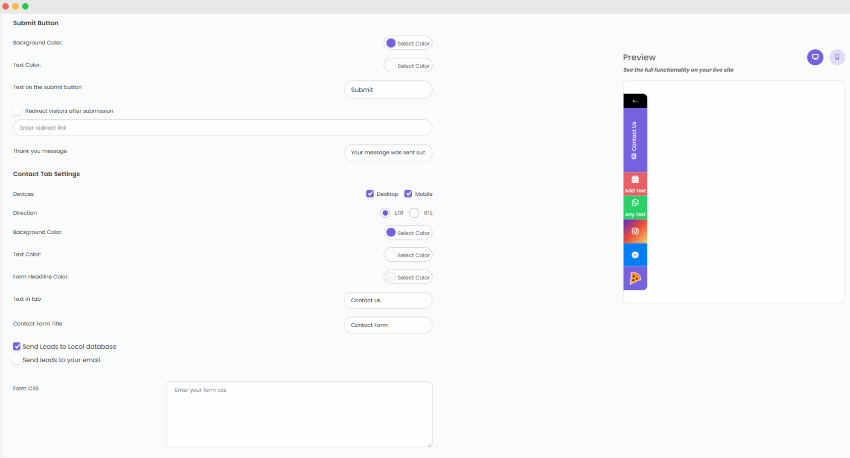 Submit Button
Background Color:
Select Color
Text Color:
Select Color
Text on the submit button
Submit
Redirect visitors after submission
Enter redirect link
Thank you message
Your message was sent suc
Contact Tab Settings
Devices
Desktop
Mobile
Direction
LTR
RTL
Background Color:
Select Color
Text Color:
Select Color
Form Headline Color:
Select Color
Text in tab
Contact Us
Contact Form Title
Contact Form
Send Leads to Local database
Send leads to your email
Form CSS
Enter your form css
Preview
See the full functionality on your live site
Contact Us
Add Text
Any Text